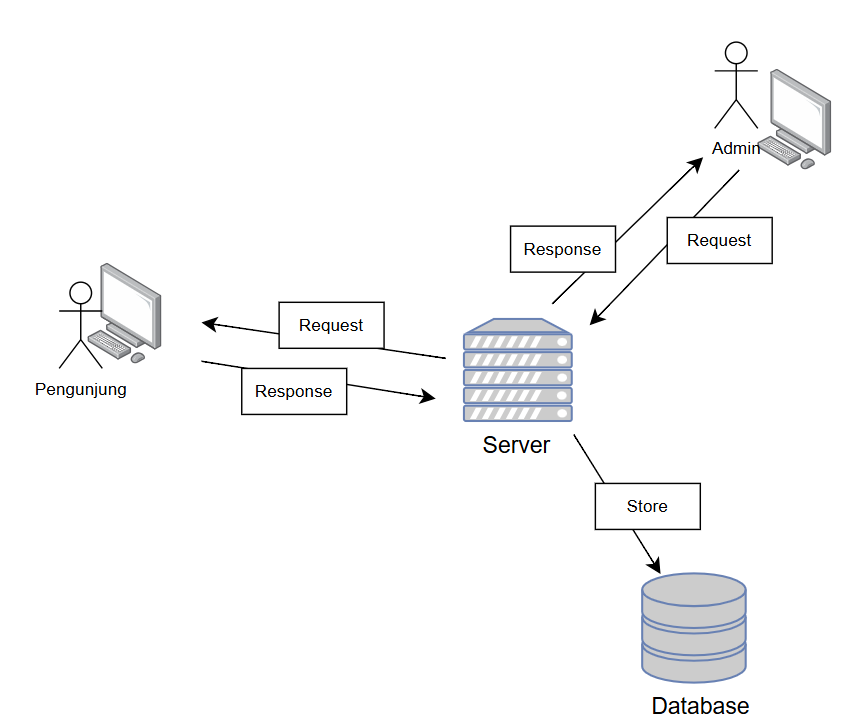 Admin
Response
Request
Request
Response
Pengunjung
Server
Store
Database